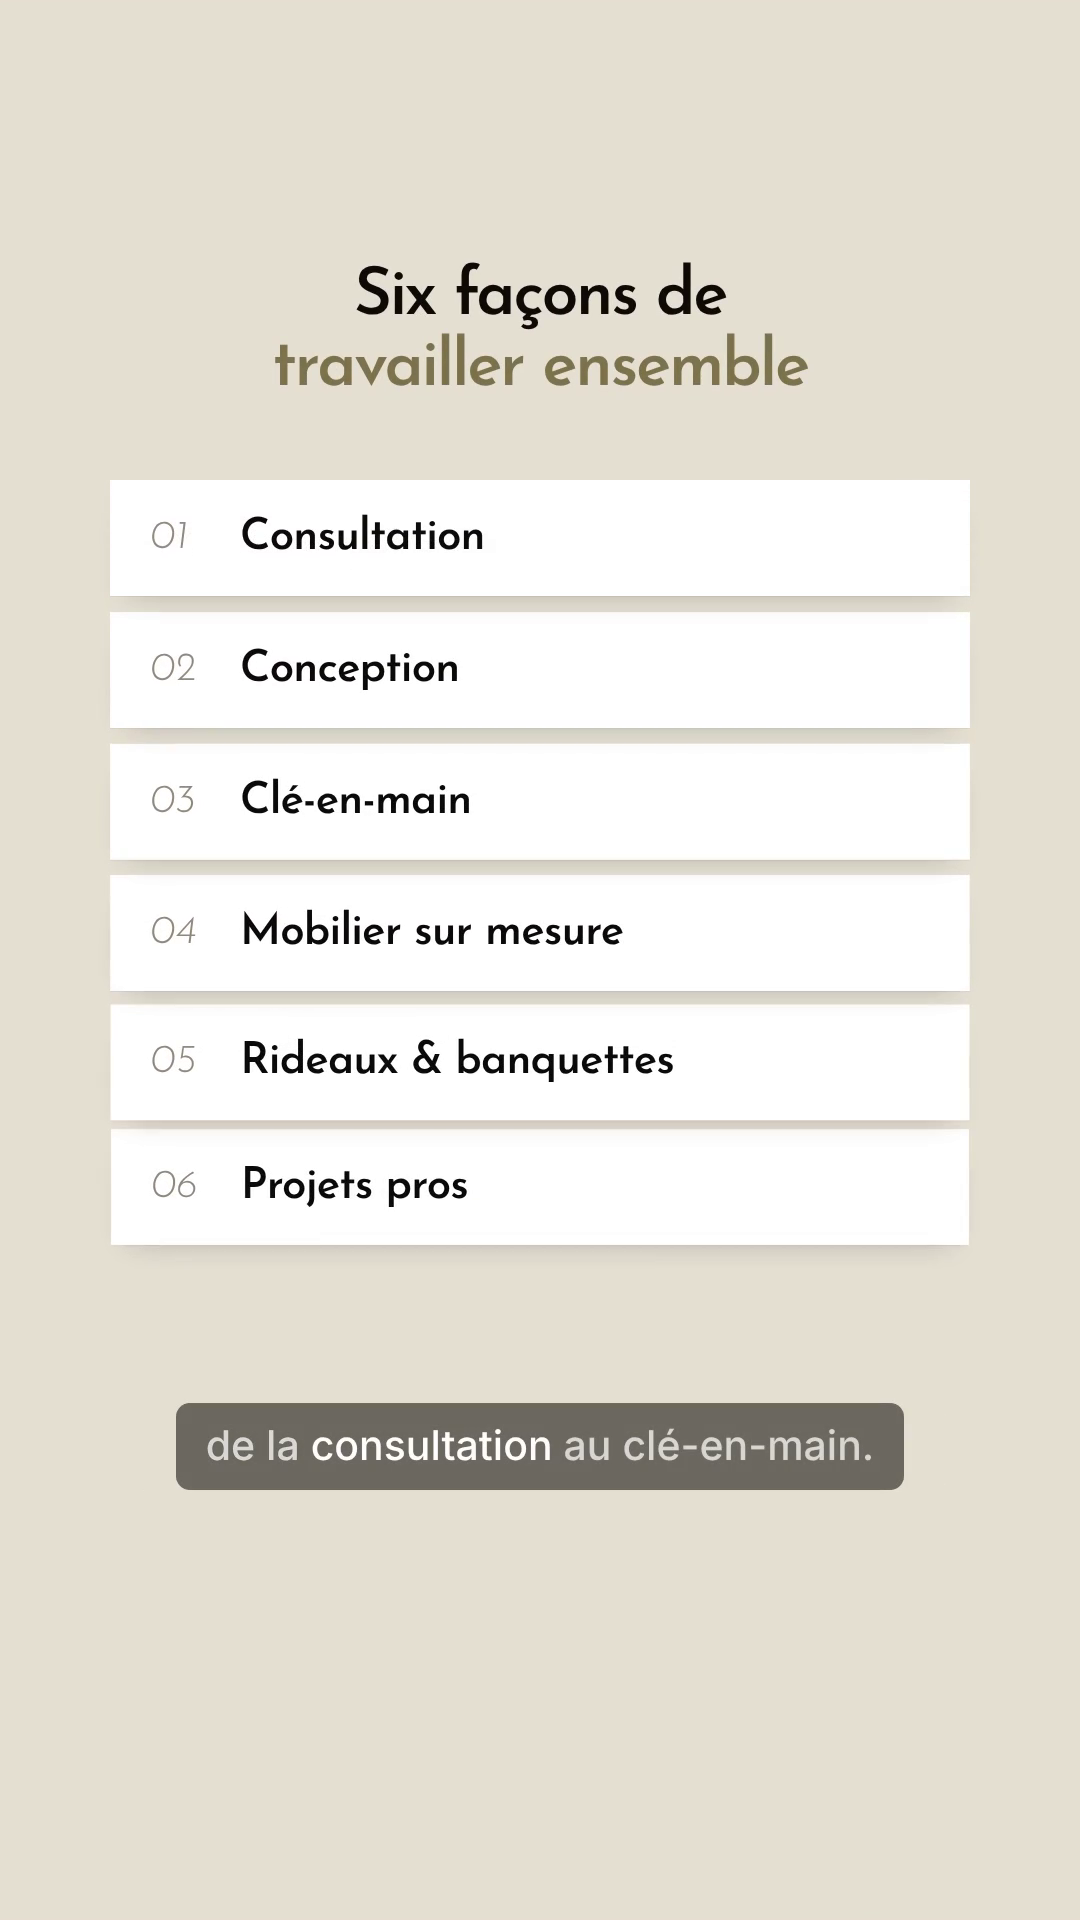 Six façons de
travailler ensemble
01 Consultation
02 Conception
03 Clé-en-main
04 Mobilier sur mesure
05 Rideaux & banquettes
06 Projets pros
de la consultation au clé-en-main.